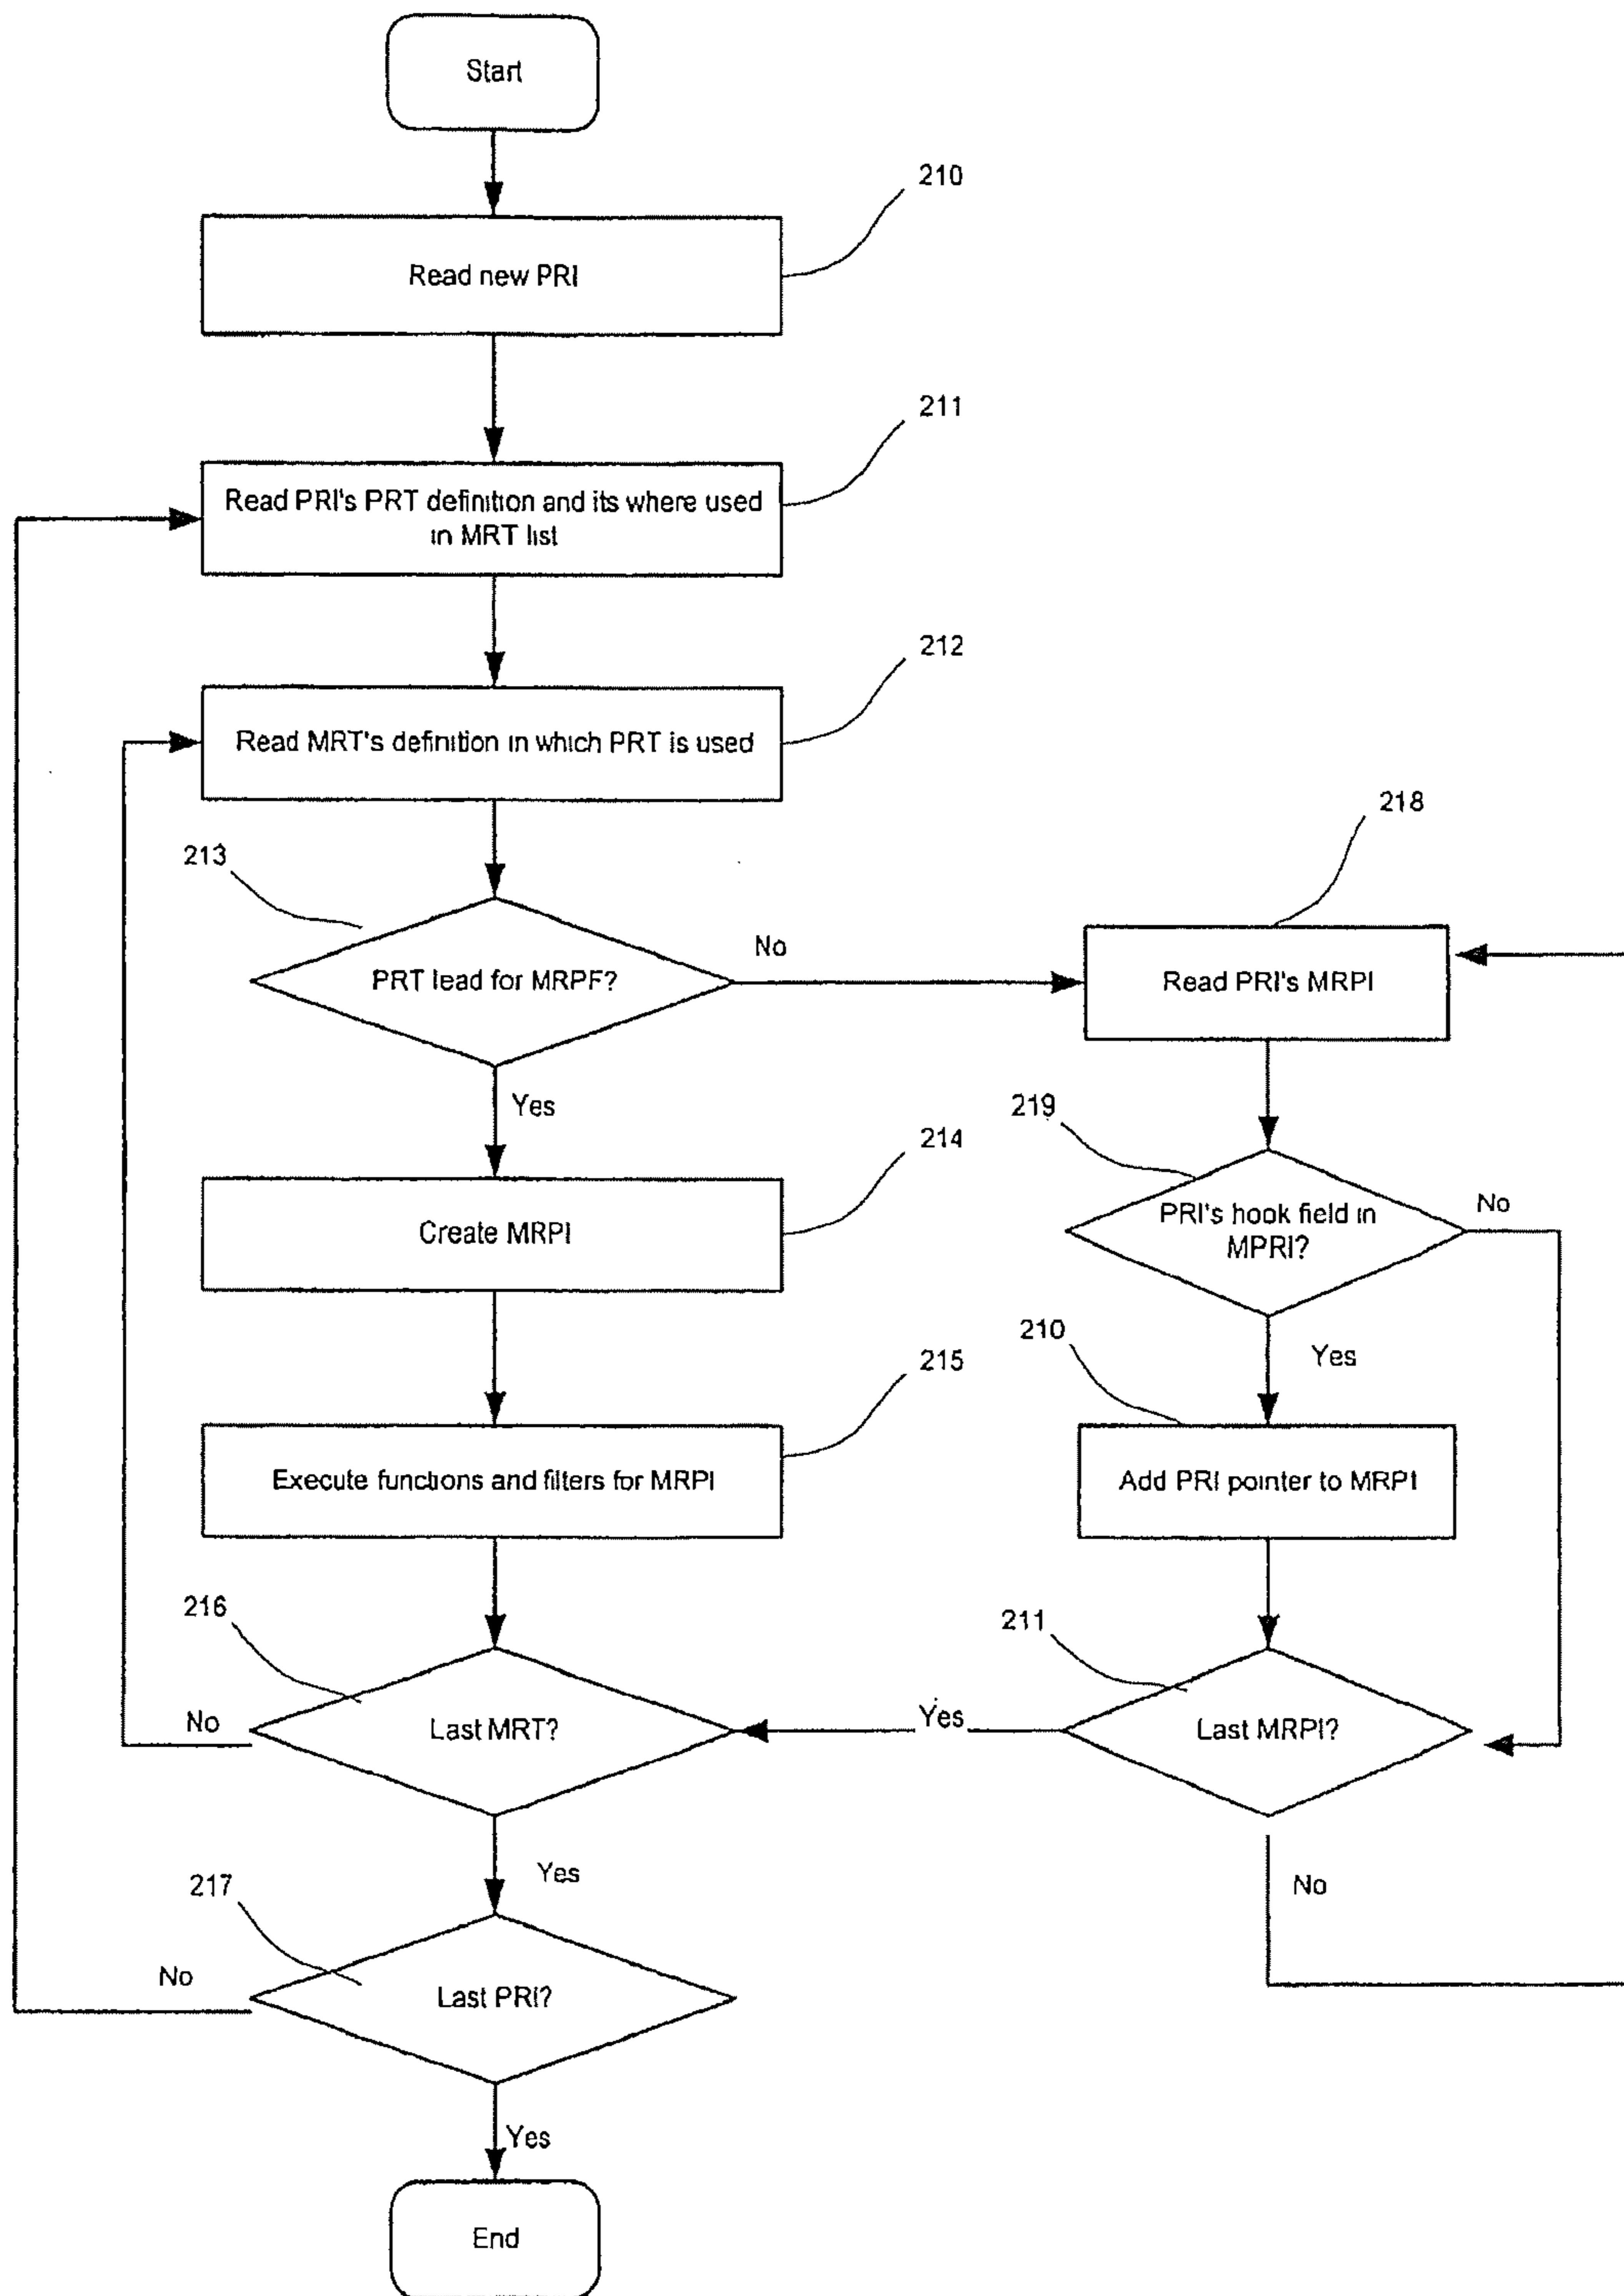 Start
210
Read new PRI
211
Read PRI's PRT definition and its where used
in MRT list
212
Read MRT's definition in which PRT is used
213
PRT lead for MRPF?
No
218
Read PRI's MRPI
Yes
219
PRI's hook field in
MPRI?
No
214
Create MRPI
210
Yes
215
Execute functions and filters for MRPI
Add PRI pointer to MRPI
216
211
No
Last MRT?
Yes
Last MRPI?
Yes
No
217
No
Last PRI?
Yes
End